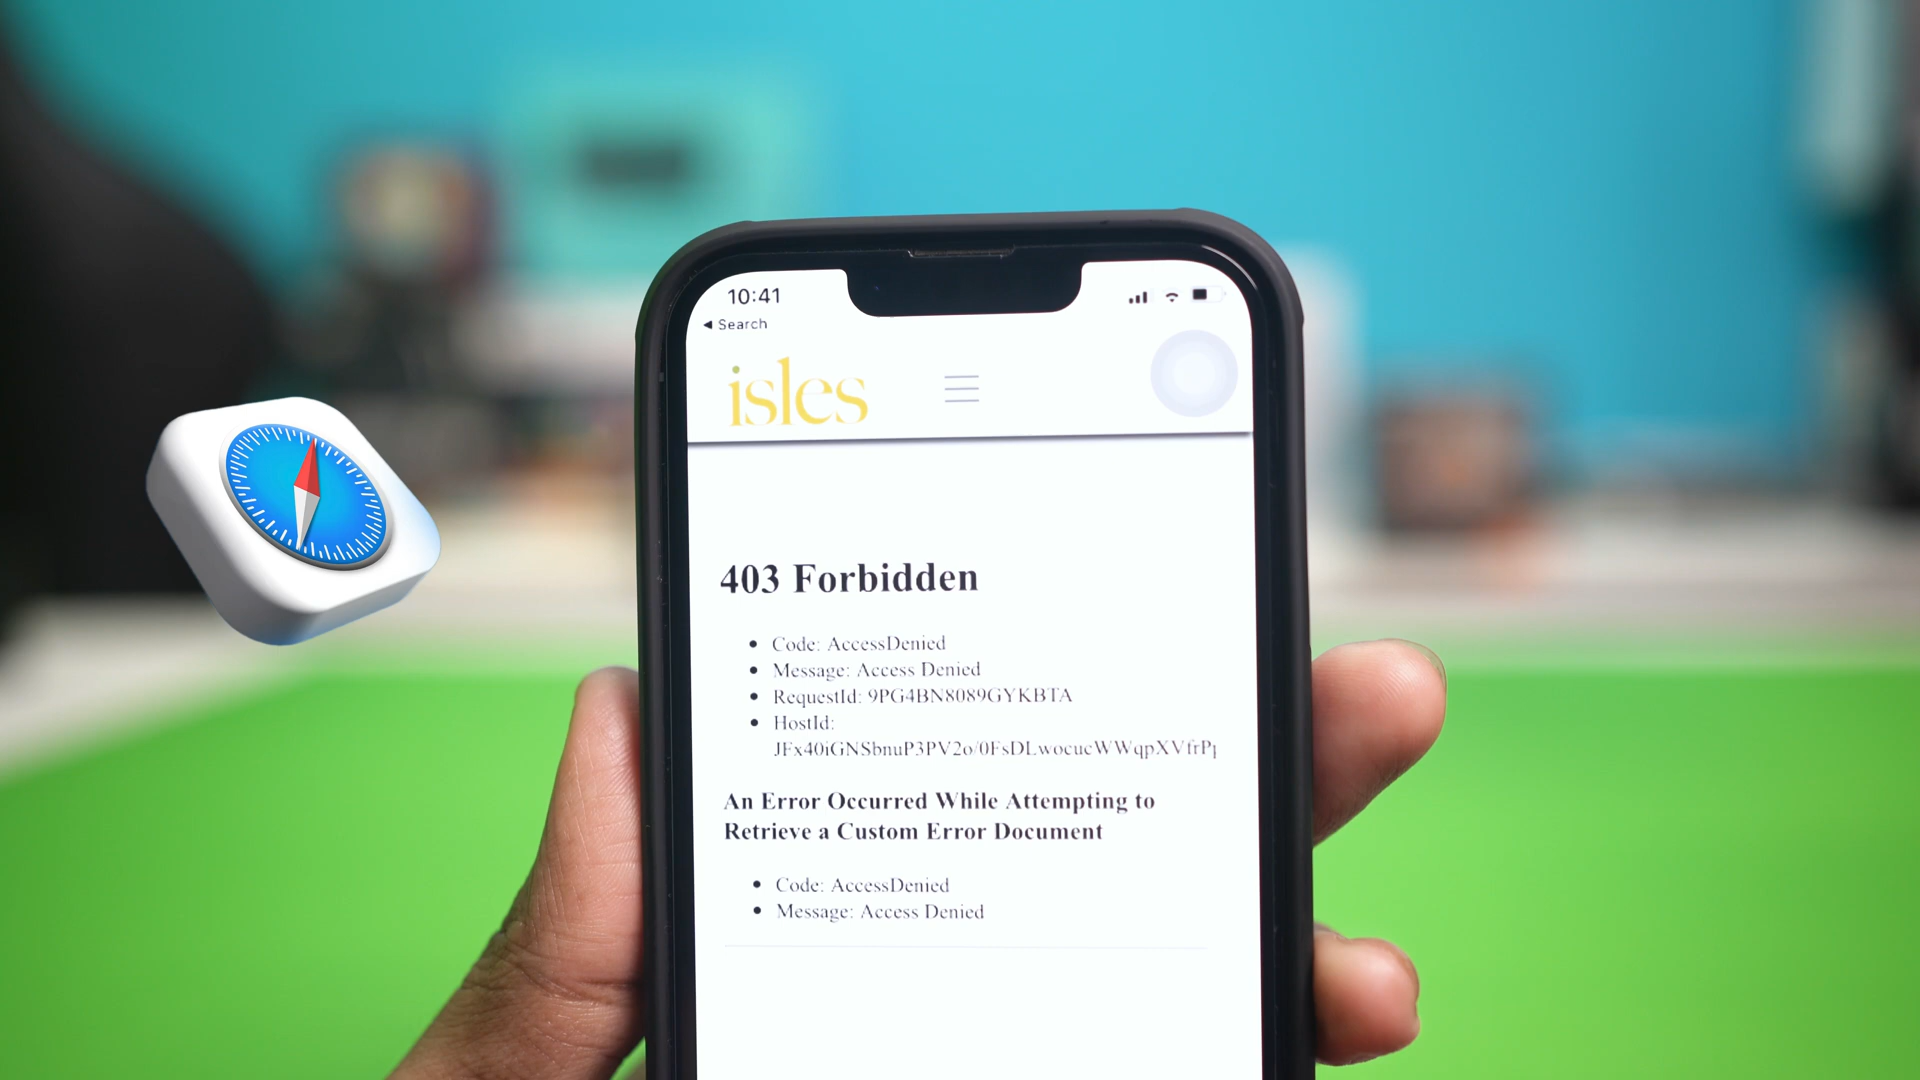 10:41
◀ Search
isles
403 Forbidden
• Code: AccessDenied
• Message: Access Denied
• RequestId: 9PG4BN8089GYKBTA
• HostId:
JFx40iGNSbnuP3PV2o/0FsDLwocucWWqpXVfrP
An Error Occurred While Attempting to
Retrieve a Custom Error Document
• Code: AccessDenied
• Message: Access Denied